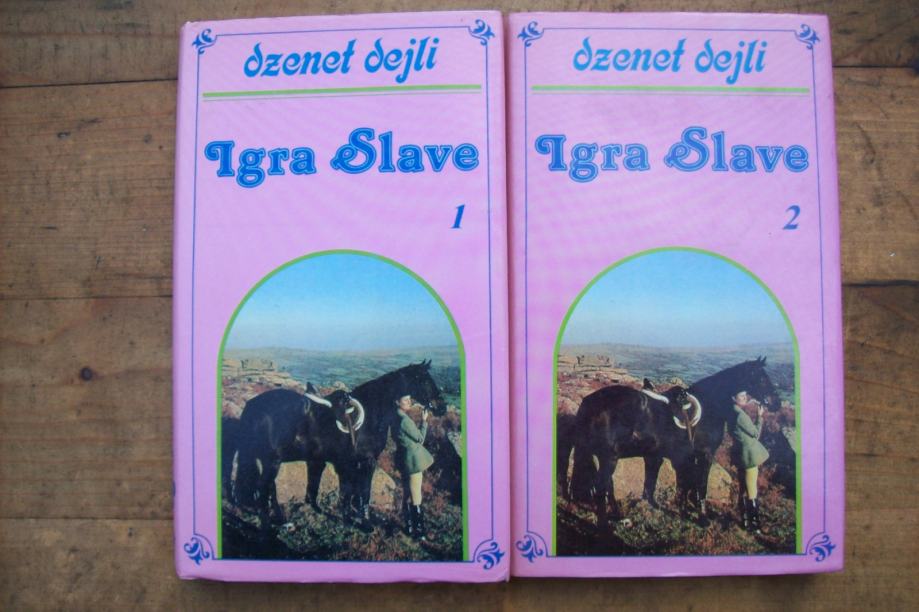 dzenet dejli
Igra Slave
1
dzenet dejli
Igra Slave
2